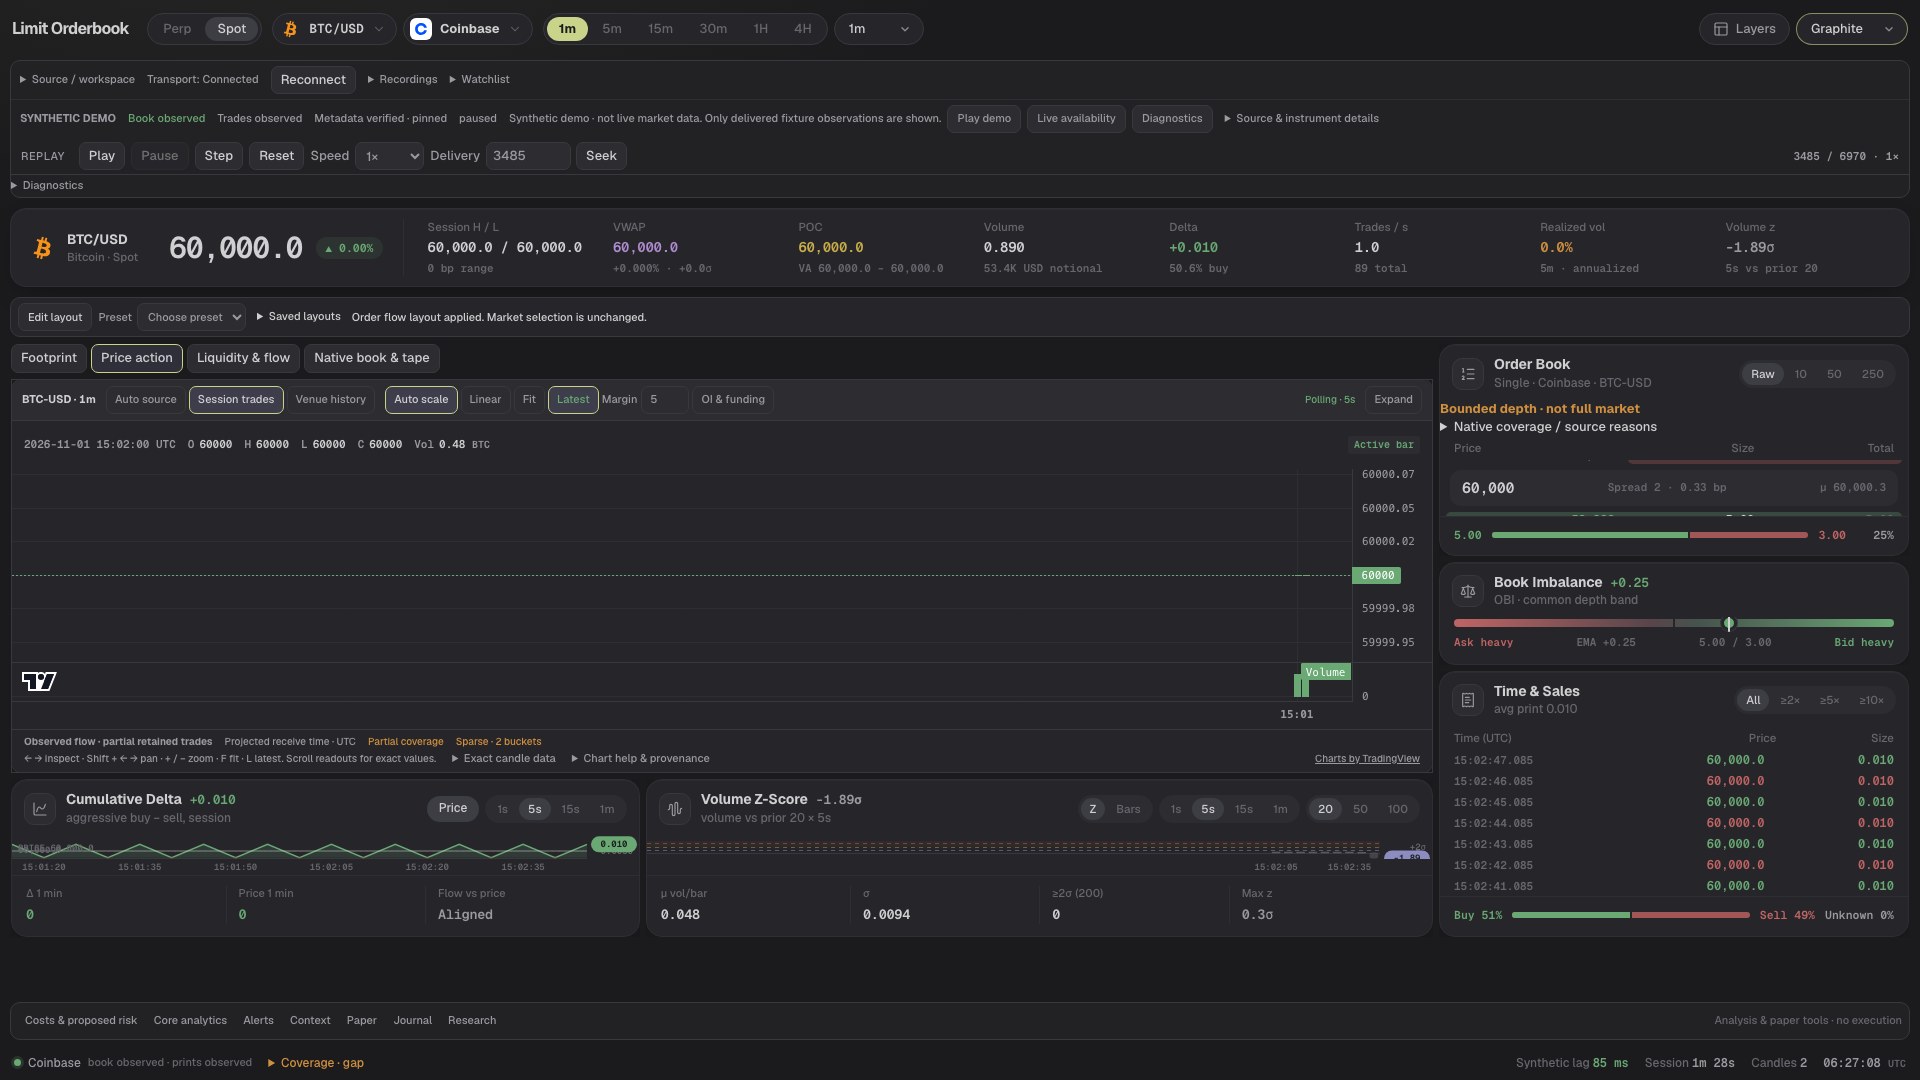 Limit Orderbook Perp Spot BTC/USD Coinbase 1m 5m 15m 30m 1H 4H 1m Layers Graphite
Source / workspace Transport: Connected Reconnect Recordings Watchlist
SYNTHETIC DEMO Book observed Trades observed Metadata verified · pinned paused Synthetic demo · not live market data. Only delivered fixture observations are shown. Play demo Live availability Diagnostics Source & instrument details
REPLAY Play Pause Step Reset Speed 1× Delivery 3485 Seek 3485 / 6970 · 1×
Diagnostics
BTC/USD
Bitcoin · Spot
60,000.0 ▲ 0.00%
Session H / L
60,000.0 / 60,000.0
0 bp range
VWAP
60,000.0
+0.000% · +0.0σ
POC
60,000.0
VA 60,000.0 – 60,000.0
Volume
0.890
53.4K USD notional
Delta
+0.010
50.6% buy
Trades / s
1.0
89 total
Realized vol
0.0%
5m · annualized
Volume z
-1.89σ
5s vs prior 20
Edit layout Preset Choose preset Saved layouts Order flow layout applied. Market selection is unchanged.
Footprint Price action Liquidity & flow Native book & tape
BTC-USD · 1m Auto source Session trades Venue history Auto scale Linear Fit Latest Margin 5 OI & funding Polling · 5s Expand
2026-11-01 15:02:00 UTC O 60000 H 60000 L 60000 C 60000 Vol 0.48 BTC Active bar
60000.07
60000.05
60000.02
60000
59999.98
59999.95
Volume
0
15:01
Observed flow · partial retained trades Projected receive time · UTC Partial coverage Sparse · 2 buckets
← → inspect · Shift + ← → pan · + / − zoom · F fit · L latest. Scroll readouts for exact values. Exact candle data Chart help & provenance Charts by TradingView
Cumulative Delta +0.010
aggressive buy − sell, session
Price 1s 5s 15s 1m
0.010
15:01:20 15:01:35 15:01:50 15:02:05 15:02:20 15:02:35
Δ 1 min
0
Price 1 min
0
Flow vs price
Aligned
Volume Z-Score -1.89σ
volume vs prior 20 × 5s
Z Bars 1s 5s 15s 1m 20 50 100
+2σ
-1.89
15:02:05 15:02:35
μ vol/bar
0.048
σ
0.0094
≥2σ (200)
0
Max z
0.3σ
Order Book
Single · Coinbase · BTC-USD
Raw 10 50 250
Bounded depth · not full market
Native coverage / source reasons
Price Size Total
60,000 Spread 2 · 0.33 bp μ 60,000.3
5.00 3.00 25%
Book Imbalance +0.25
OBI · common depth band
Ask heavy EMA +0.25 5.00 / 3.00 Bid heavy
Time & Sales
avg print 0.010
All ≥2× ≥5× ≥10×
Time (UTC) Price Size
15:02:47.085 60,000.0 0.010
15:02:46.085 60,000.0 0.010
15:02:45.085 60,000.0 0.010
15:02:44.085 60,000.0 0.010
15:02:43.085 60,000.0 0.010
15:02:42.085 60,000.0 0.010
15:02:41.085 60,000.0 0.010
Buy 51% Sell 49% Unknown 0%
Costs & proposed risk Core analytics Alerts Context Paper Journal Research Analysis & paper tools · no execution
Coinbase book observed · prints observed Coverage · gap Synthetic lag 85 ms Session 1m 28s Candles 2 06:27:08 UTC